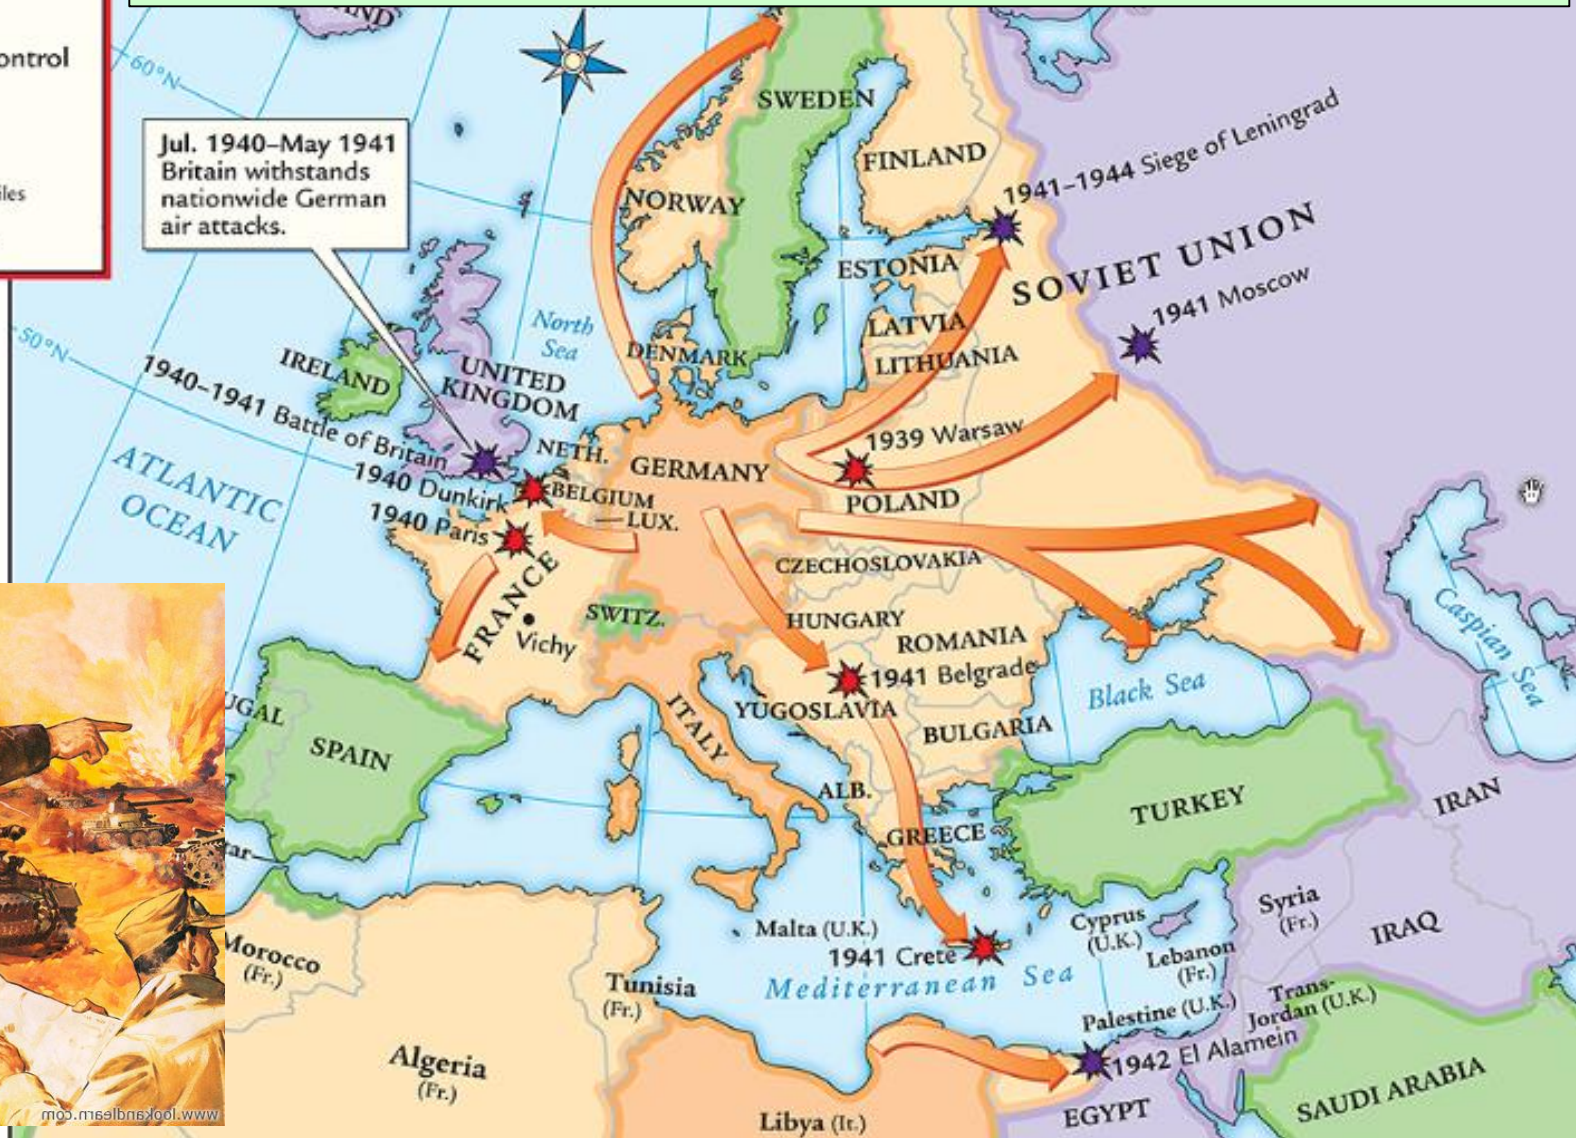 ontrol
iles
60°N
Jul. 1940–May 1941
Britain withstands
nationwide German
air attacks.
SWEDEN
FINLAND
NORWAY
1941–1944 Siege of Leningrad
ESTONIA
SOVIET UNION
1941 Moscow
LATVIA
LITHUANIA
North
Sea
DENMARK
50°N
IRELAND
UNITED
KINGDOM
1940–1941 Battle of Britain
NETH.
GERMANY
1939 Warsaw
POLAND
ATLANTIC
OCEAN
1940 Dunkirk
BELGIUM
LUX.
1940 Paris
CZECHOSLOVAKIA
FRANCE
Vichy
SWITZ.
HUNGARY
ROMANIA
1941 Belgrade
YUGOSLAVIA
ITALY
BULGARIA
Black Sea
Caspian Sea
UGAL
SPAIN
ALB.
GREECE
TURKEY
IRAN
tar
Malta (U.K.)
1941 Crete
Mediterranean Sea
Cyprus
(U.K.)
Syria
(Fr.)
IRAQ
Lebanon
(Fr.)
Palestine (U.K.)
Trans-
Jordan (U.K.)
1942 El Alamein
Morocco
(Fr.)
Tunisia
(Fr.)
Algeria
(Fr.)
Libya (It.)
EGYPT
SAUDI ARABIA
www.lookandlearn.com